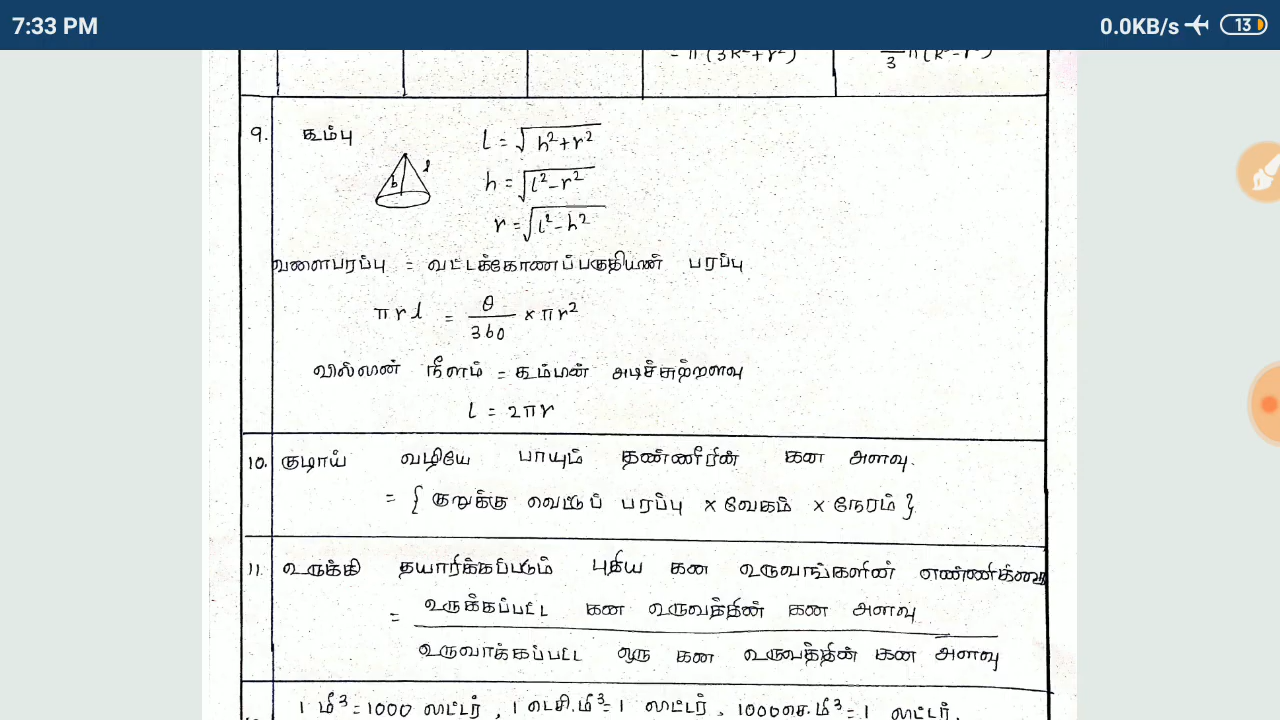 7:33 PM 0.0KB/s 13
9. கூம்பு l = √h²+r²
h l
h = √l²-r²
r = √l²-h²
வளைபரப்பு = வட்டக்கோணப்பகுதியின் பரப்பு
πrl = θ/360 × πr²
வில்லின் நீளம் = கூம்பின் அடிச்சுற்றளவு
l = 2πr
10. குழாய் வழியே பாயும் தண்ணீரின் கன அளவு.
= { குறுக்கு வெட்டுப் பரப்பு × வேகம் × நேரம் }
11. உருக்கி தயாரிக்கப்படும் புதிய கன உருவங்களின் எண்ணிக்கை
= உருக்கப்பட்ட கன உருவத்தின் கன அளவு
உருவாக்கப்பட்ட ஒரு கன உருவத்தின் கன அளவு
1 மீ³ = 1000 லிட்டர், 1 டெசி.மீ³ = 1 லிட்டர், 1000 செ.மீ³ = 1 லிட்டர்.